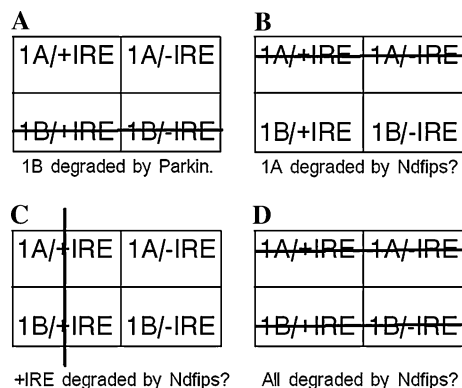 A
B
1A/+IRE 1A/-IRE
1A/+IRE 1A/-IRE
1B/+IRE 1B/-IRE
1B/+IRE 1B/-IRE
1B degraded by Parkin.
1A degraded by Ndfips?
C
D
1A/+IRE 1A/-IRE
1A/+IRE 1A/-IRE
1B/+IRE 1B/-IRE
1B/+IRE 1B/-IRE
+IRE degraded by Ndfips?
All degraded by Ndfips?